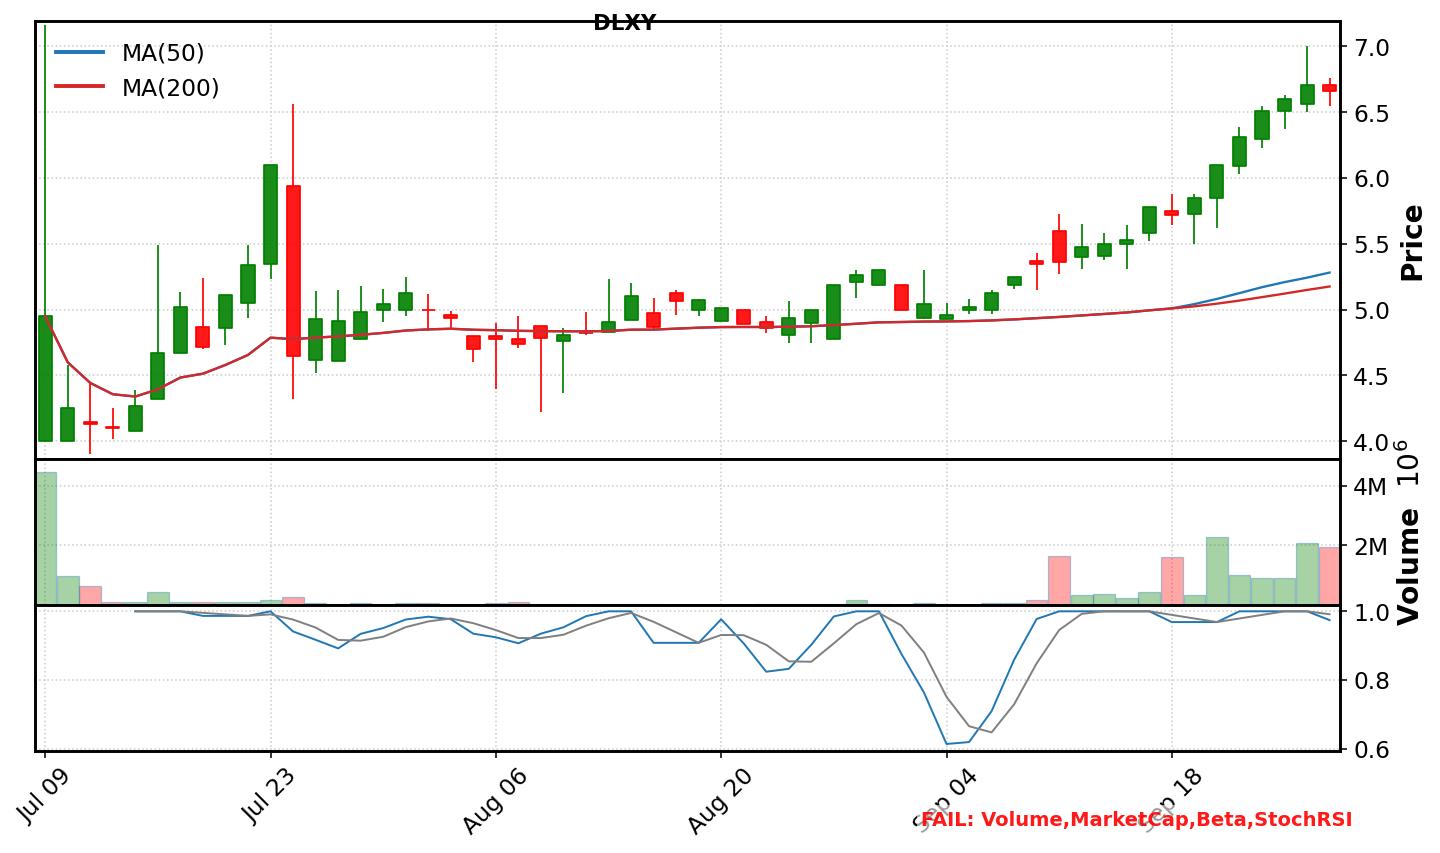 DLXY
MA(50)
MA(200)
7.0
6.5
6.0
5.5
5.0
4.5
4.0
Price
10⁶
4M
2M
Volume
1.0
0.8
0.6
Jul 09
Jul 23
Aug 06
Aug 20
Sep 04
Sep 18
FAIL: Volume,MarketCap,Beta,StochRSI